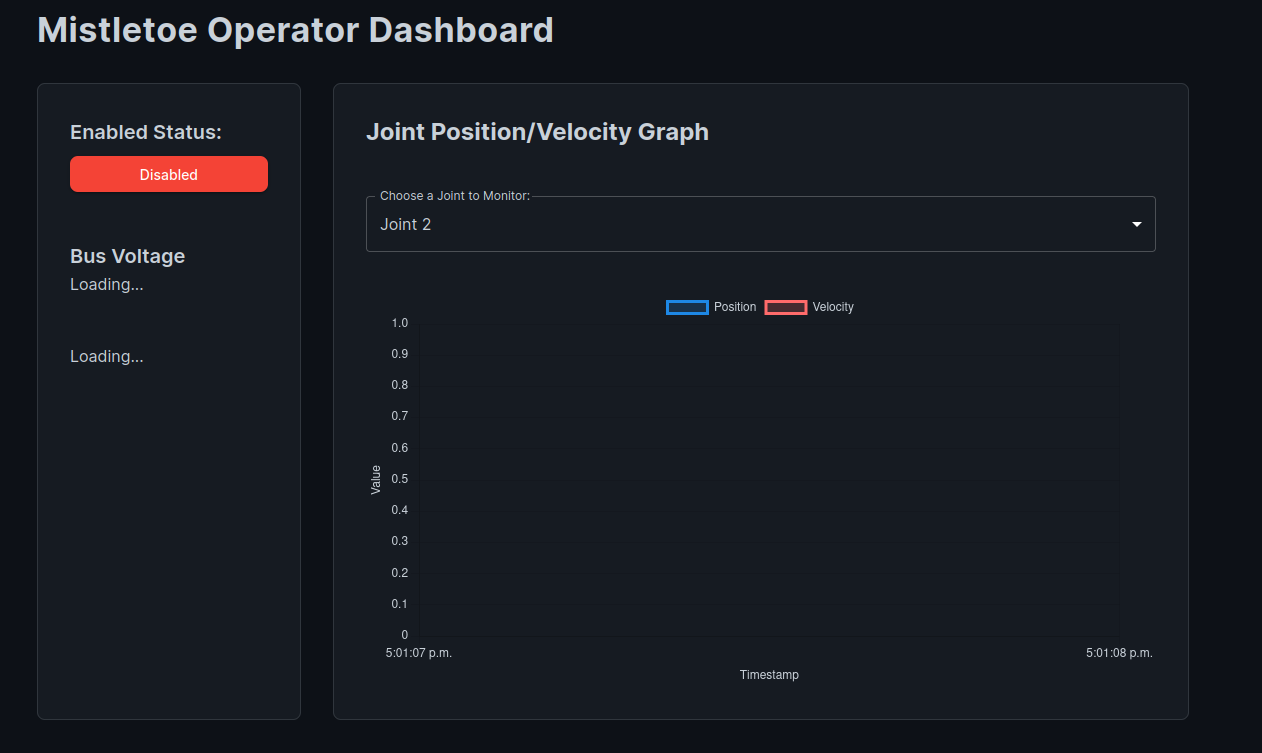 Mistletoe Operator Dashboard
Enabled Status:
Disabled
Bus Voltage
Loading...
Loading...
Joint Position/Velocity Graph
Choose a Joint to Monitor:
Joint 2
Position Velocity
1.0
0.9
0.8
0.7
0.6
0.5
0.4
0.3
0.2
0.1
0
Value
5:01:07 p.m. 5:01:08 p.m.
Timestamp